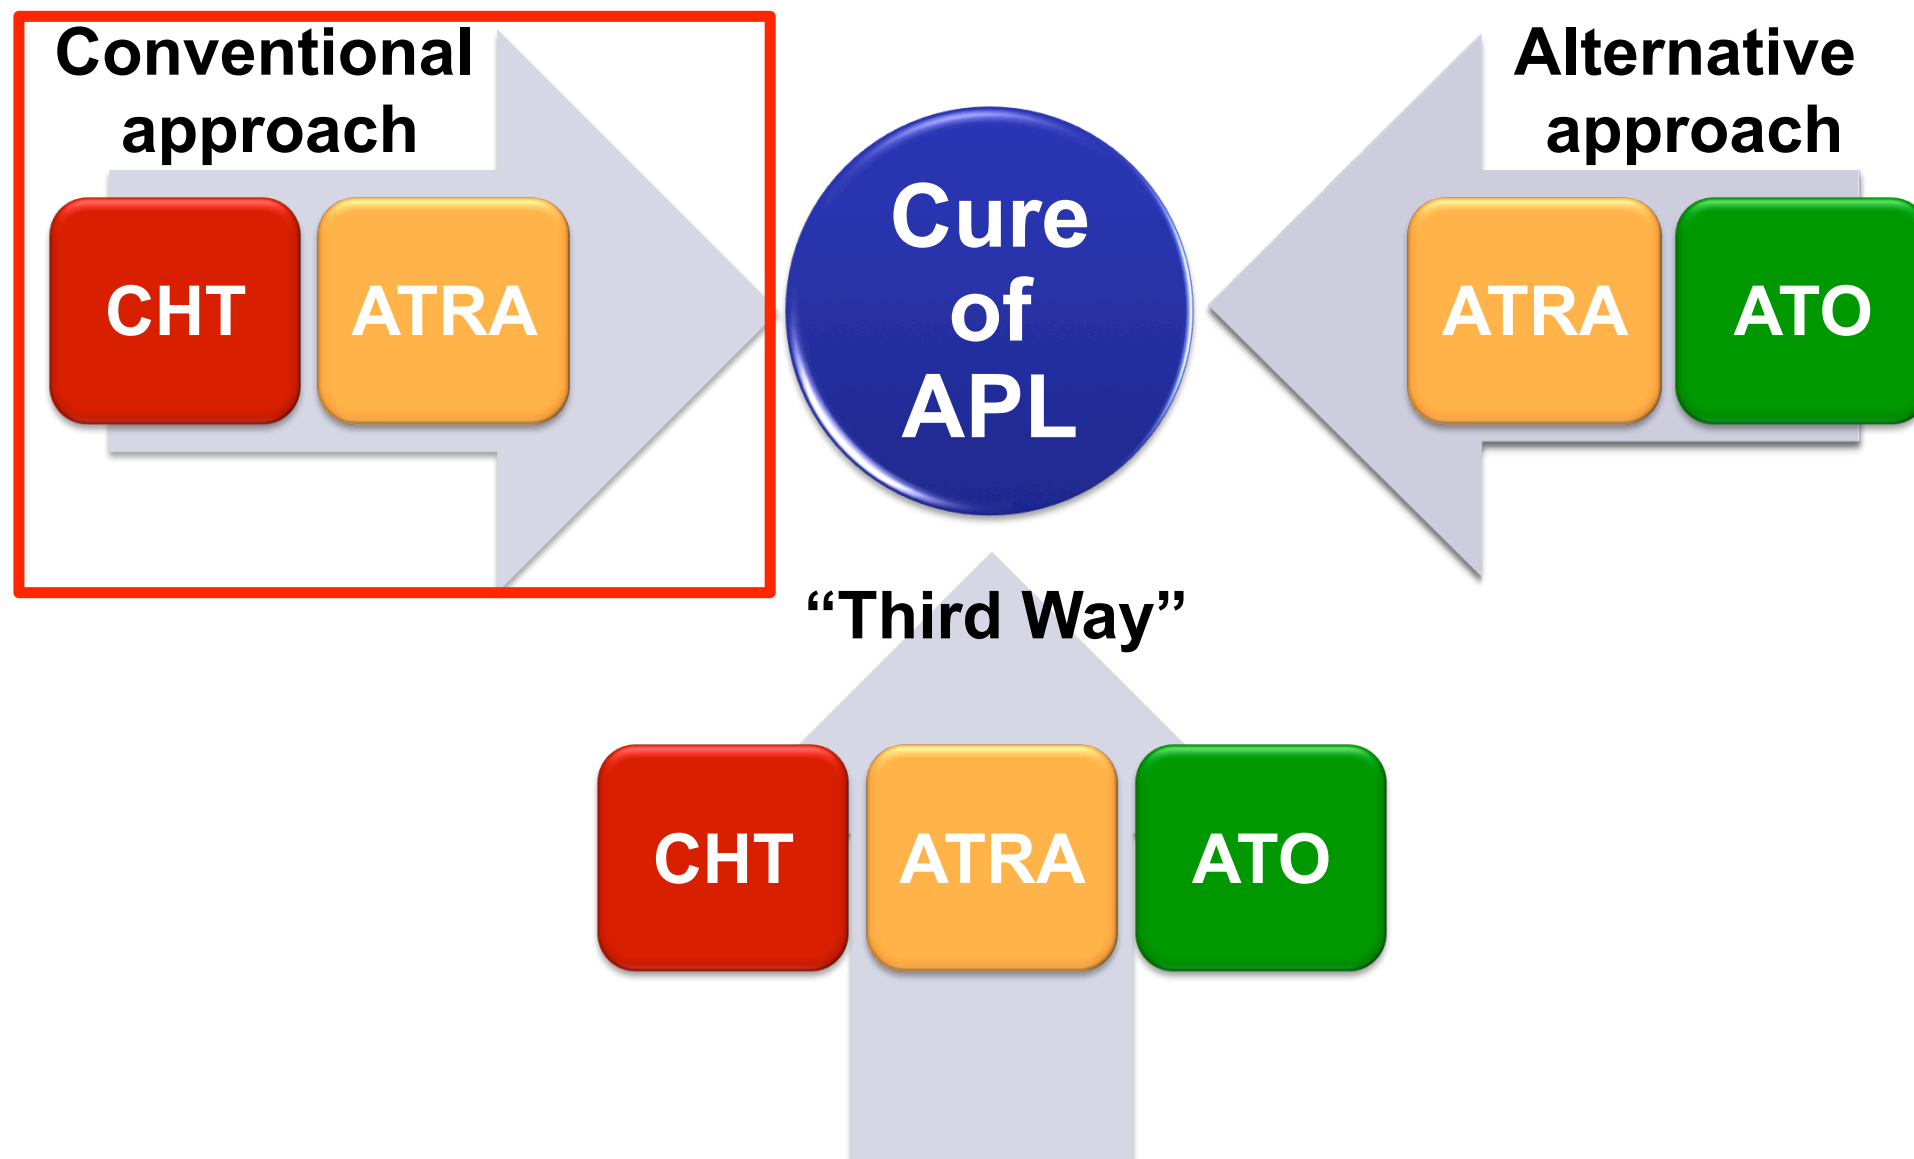 Conventional
approach
CHT ATRA
Cure
of
APL
Alternative
approach
ATRA ATO
“Third Way”
CHT ATRA ATO